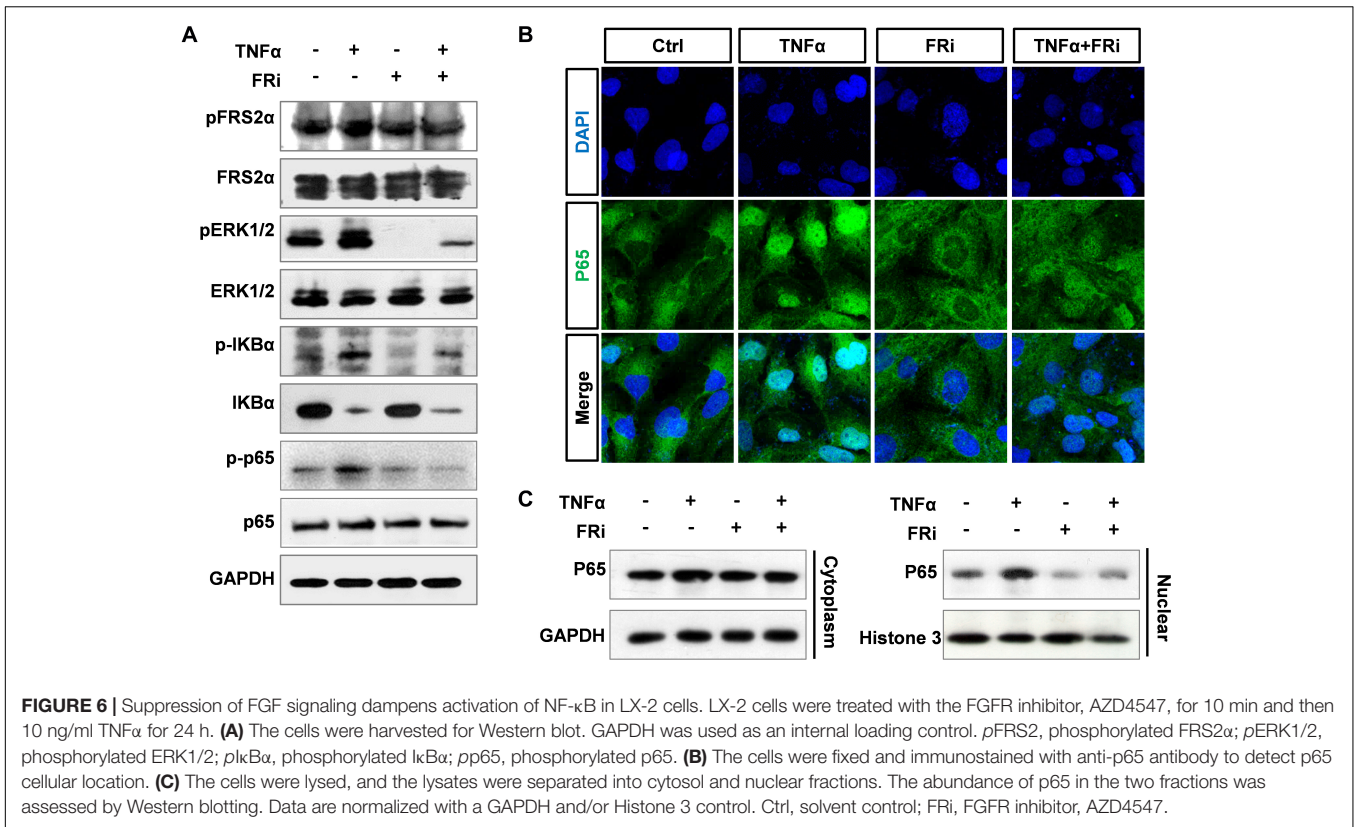 A
TNFα - + - +
FRi - - + +
pFRS2α
FRS2α
pERK1/2
ERK1/2
p-IKBα
IKBα
p-p65
p65
GAPDH
B
Ctrl TNFα FRi TNFα+FRi
DAPI
P65
Merge
C
TNFα - + - +
FRi - - + +
P65
GAPDH
Cytoplasm
TNFα - + - +
FRi - - + +
P65
Histone 3
Nuclear
FIGURE 6 | Suppression of FGF signaling dampens activation of NF-κB in LX-2 cells. LX-2 cells were treated with the FGFR inhibitor, AZD4547, for 10 min and then
10 ng/ml TNFα for 24 h. (A) The cells were harvested for Western blot. GAPDH was used as an internal loading control. pFRS2, phosphorylated FRS2α; pERK1/2,
phosphorylated ERK1/2; pIκBα, phosphorylated IκBα; pp65, phosphorylated p65. (B) The cells were fixed and immunostained with anti-p65 antibody to detect p65
cellular location. (C) The cells were lysed, and the lysates were separated into cytosol and nuclear fractions. The abundance of p65 in the two fractions was
assessed by Western blotting. Data are normalized with a GAPDH and/or Histone 3 control. Ctrl, solvent control; FRi, FGFR inhibitor, AZD4547.